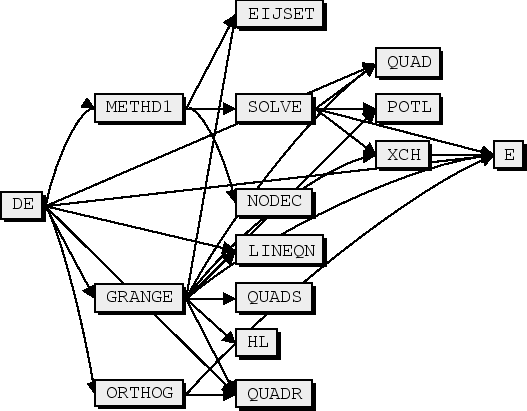 EIJSET
QUAD
METHD1
SOLVE
POTL
XCH
E
DE
NODEC
LINEQN
GRANGE
QUADS
HL
ORTHOG
QUADR